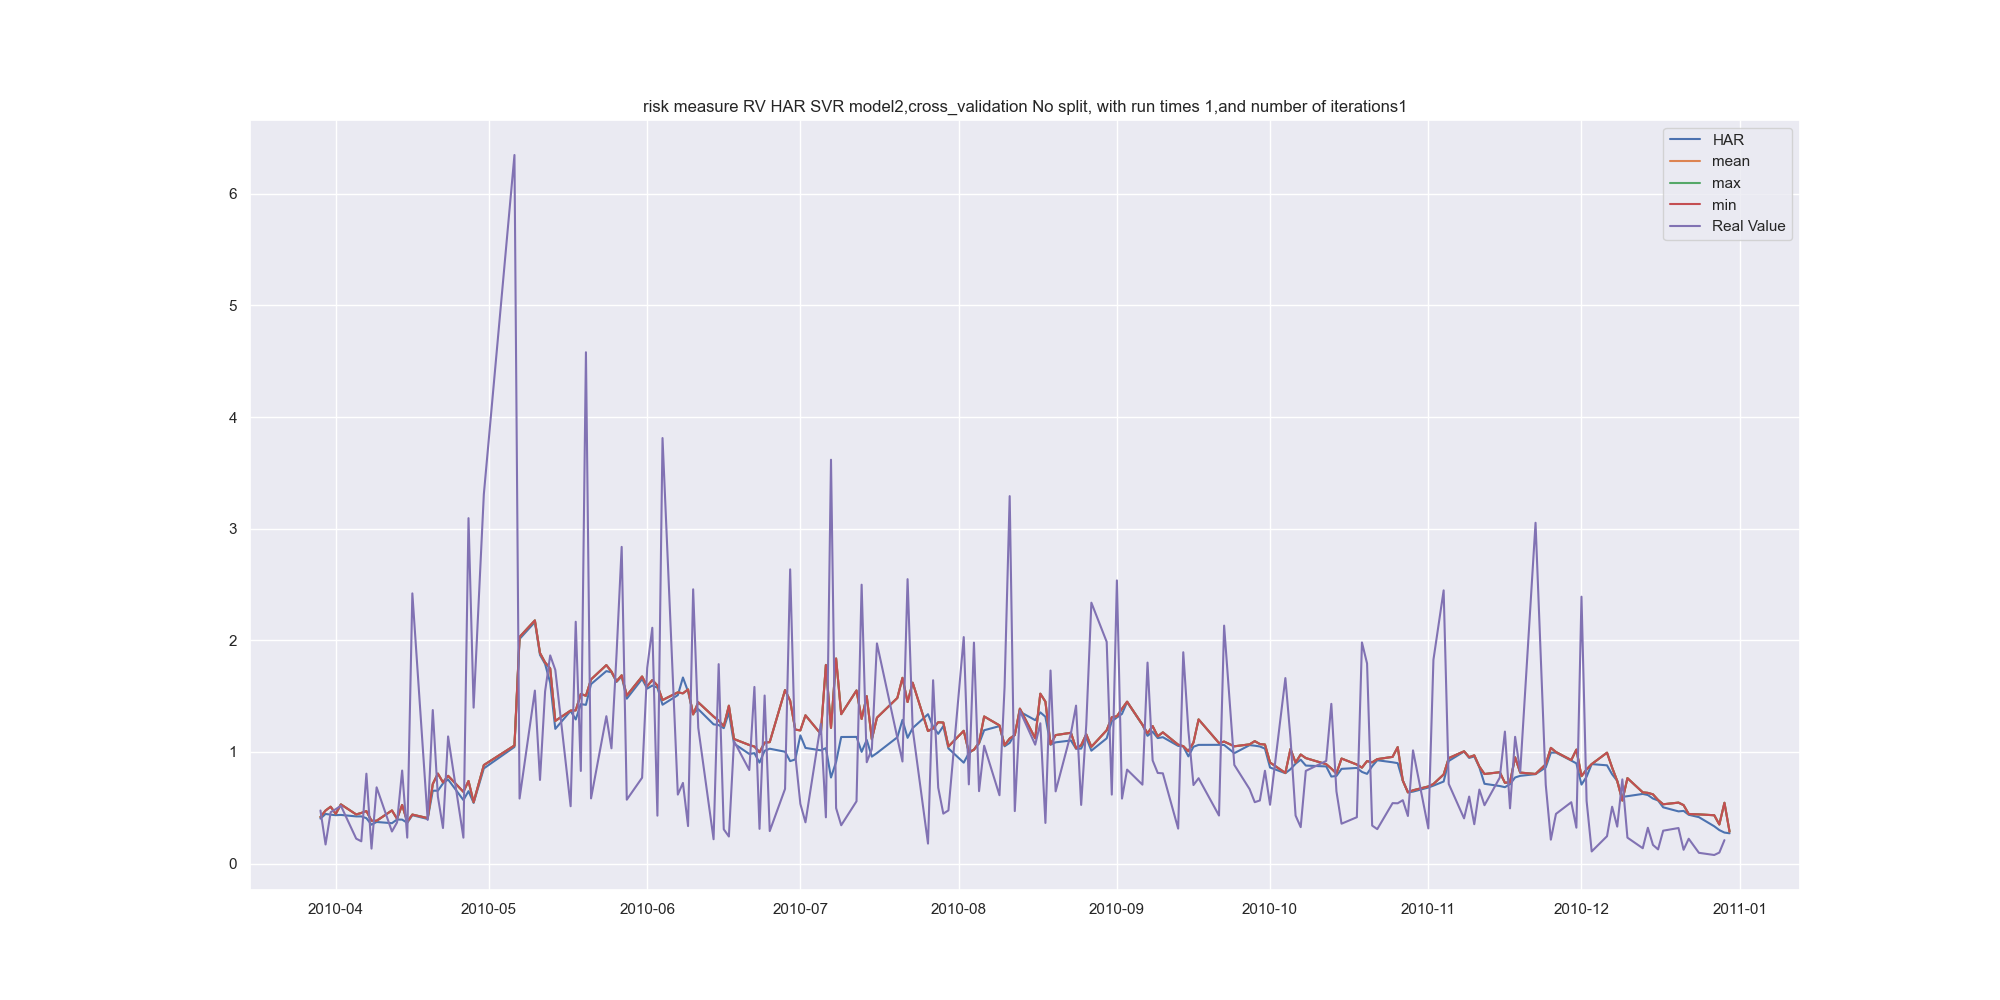 risk measure RV HAR SVR model2,cross_validation No split, with run times 1,and number of iterations1
HAR
mean
max
min
Real Value
6
5
4
3
2
1
0
2010-04
2010-05
2010-06
2010-07
2010-08
2010-09
2010-10
2010-11
2010-12
2011-01